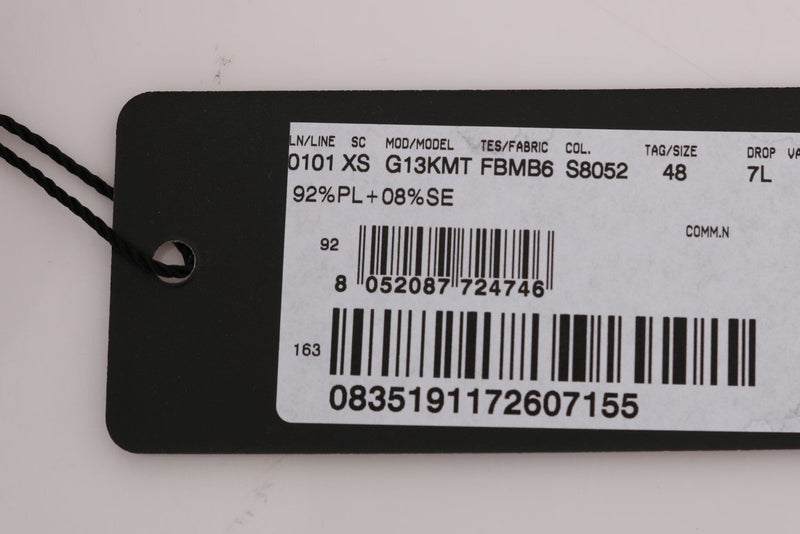 LN/LINE SC MOD/MODEL TES/FABRIC COL. TAG/SIZE DROP VA
0101 XS G13KMT FBMB6 S8052 48 7L
92%PL+08%SE
COMM.N
92
8 052087 724746
163
0835191172607155